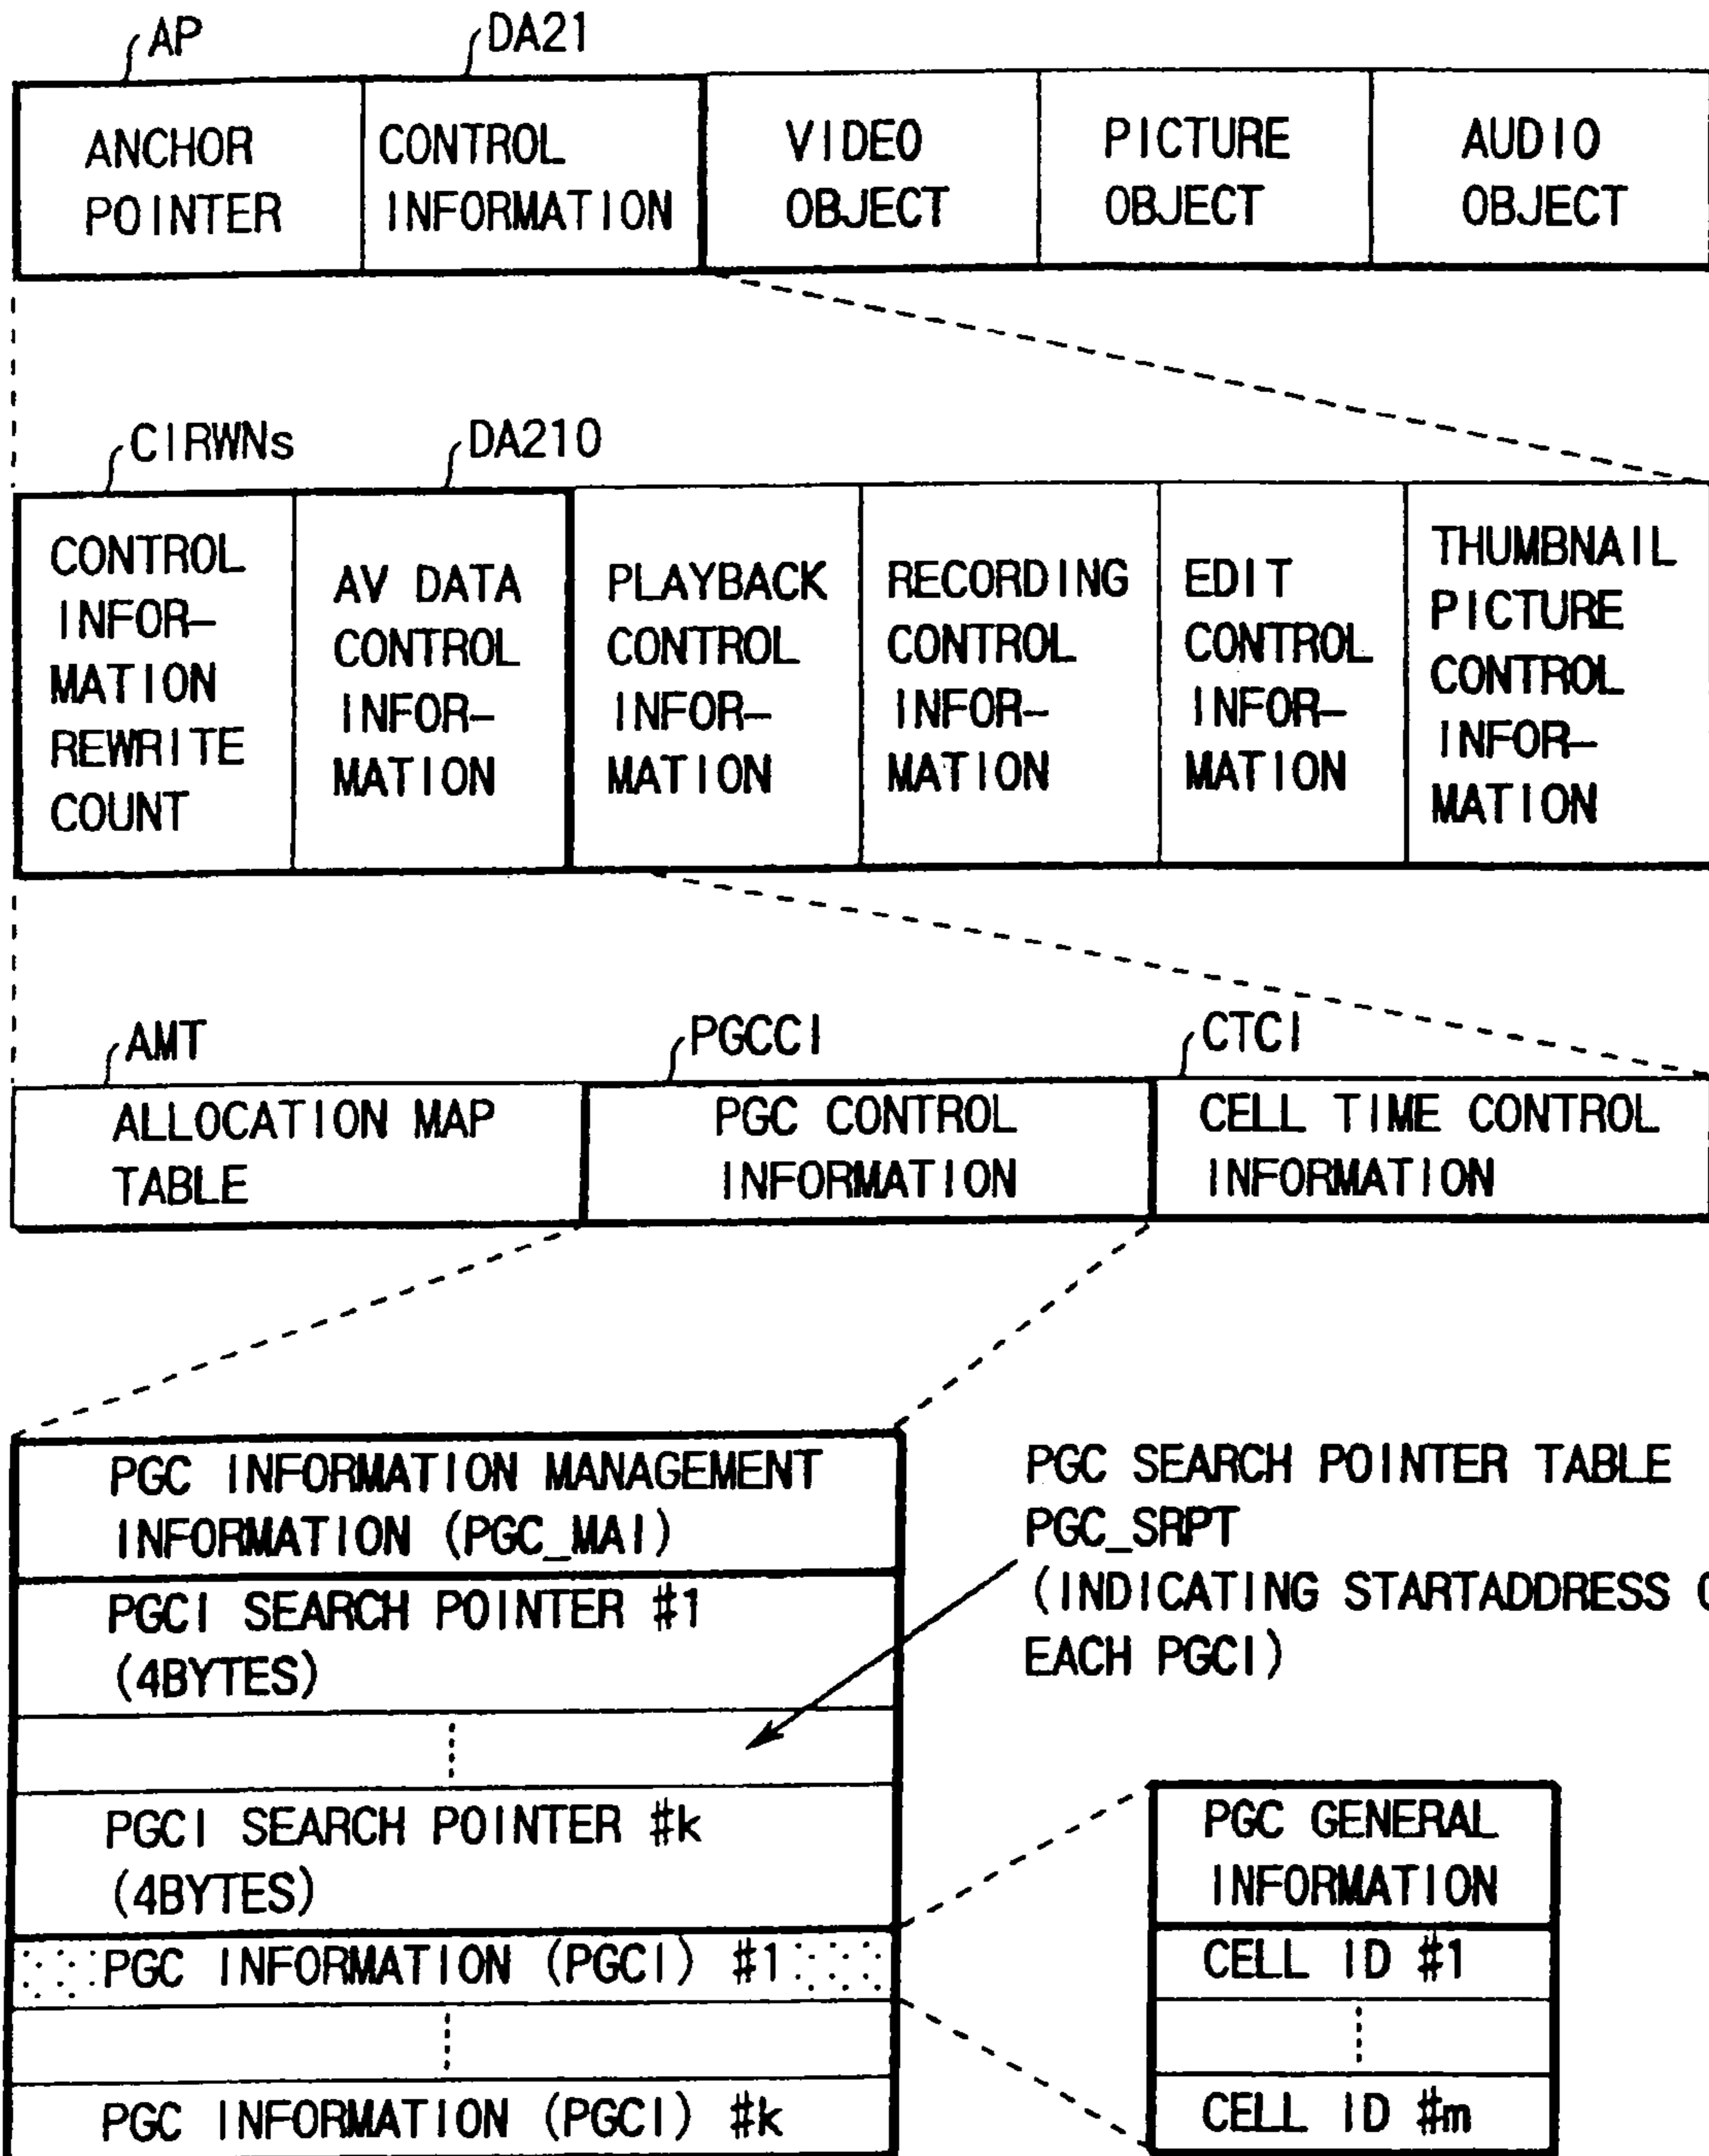 AP
DA21
ANCHOR
POINTER
CONTROL
INFORMATION
VIDEO
OBJECT
PICTURE
OBJECT
AUDIO
OBJECT
CIRWNs
DA210
CONTROL
INFOR-
MATION
REWRITE
COUNT
AV DATA
CONTROL
INFOR-
MATION
PLAYBACK
CONTROL
INFOR-
MATION
RECORDING
CONTROL
INFOR-
MATION
EDIT
CONTROL
INFOR-
MATION
THUMBNAIL
PICTURE
CONTROL
INFOR-
MATION
AMT
PGCCI
CTCI
ALLOCATION MAP
TABLE
PGC CONTROL
INFORMATION
CELL TIME CONTROL
INFORMATION
PGC INFORMATION MANAGEMENT
INFORMATION (PGC_MAI)
PGCI SEARCH POINTER #1
(4BYTES)
PGCI SEARCH POINTER #k
(4BYTES)
PGC INFORMATION (PGCI) #1
PGC INFORMATION (PGCI) #k
PGC SEARCH POINTER TABLE
PGC_SRPT
(INDICATING STARTADDRESS
EACH PGCI)
PGC GENERAL
INFORMATION
CELL ID #1
CELL ID #m